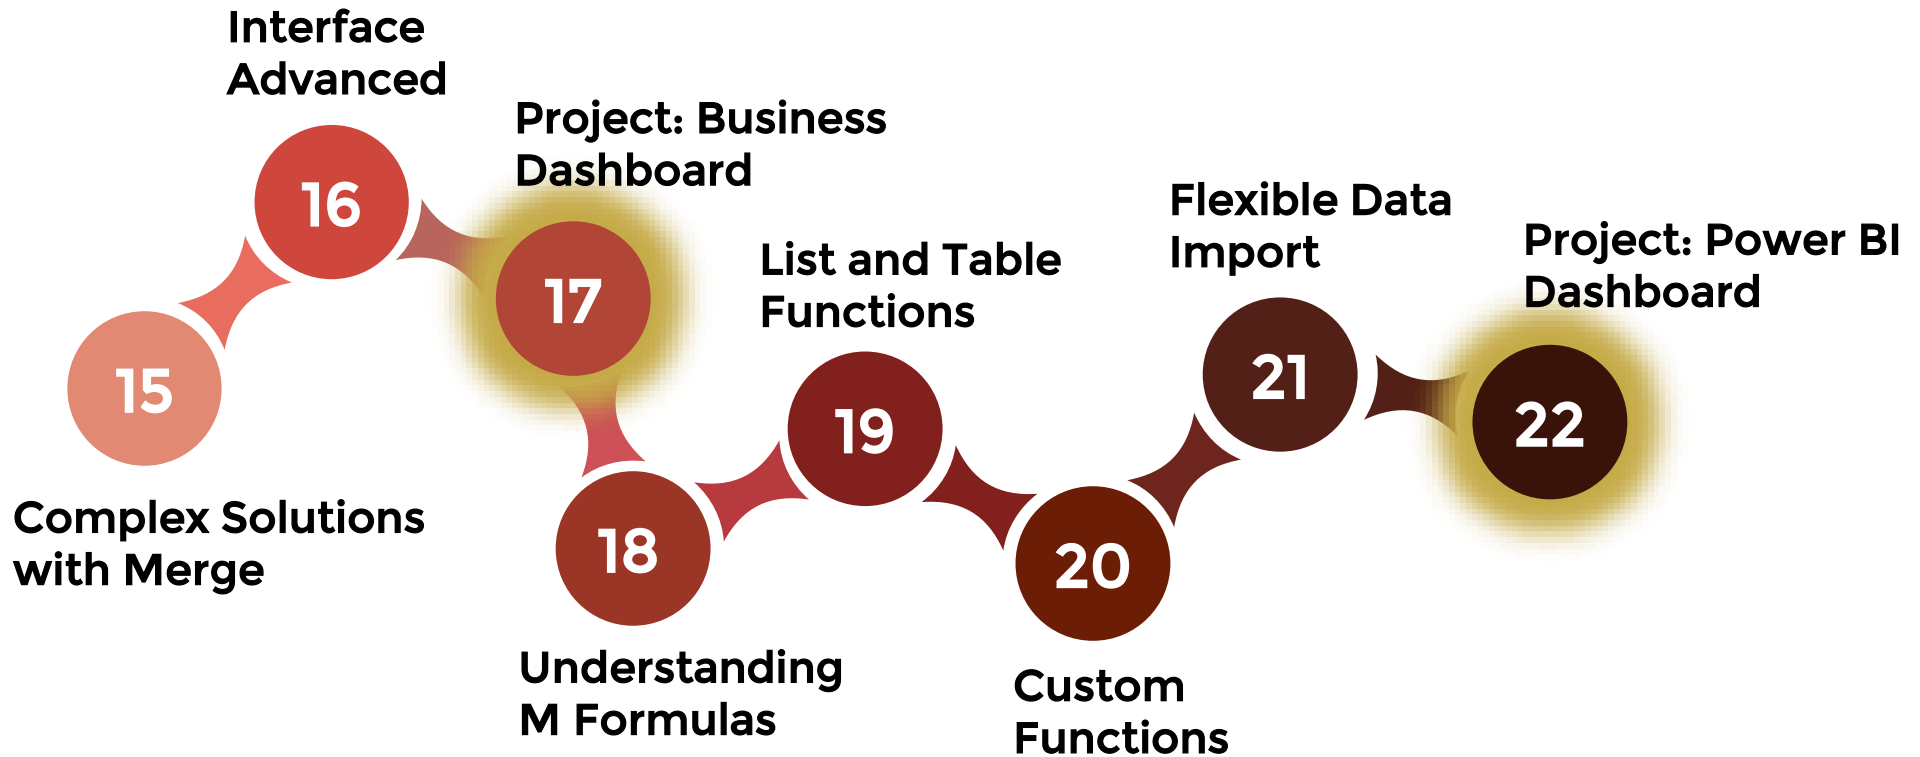 Interface
Advanced
16
Project: Business
Dashboard
17
15
Complex Solutions
with Merge
18
Understanding
M Formulas
List and Table
Functions
19
20
Custom
Functions
Flexible Data
Import
21
Project: Power BI
Dashboard
22